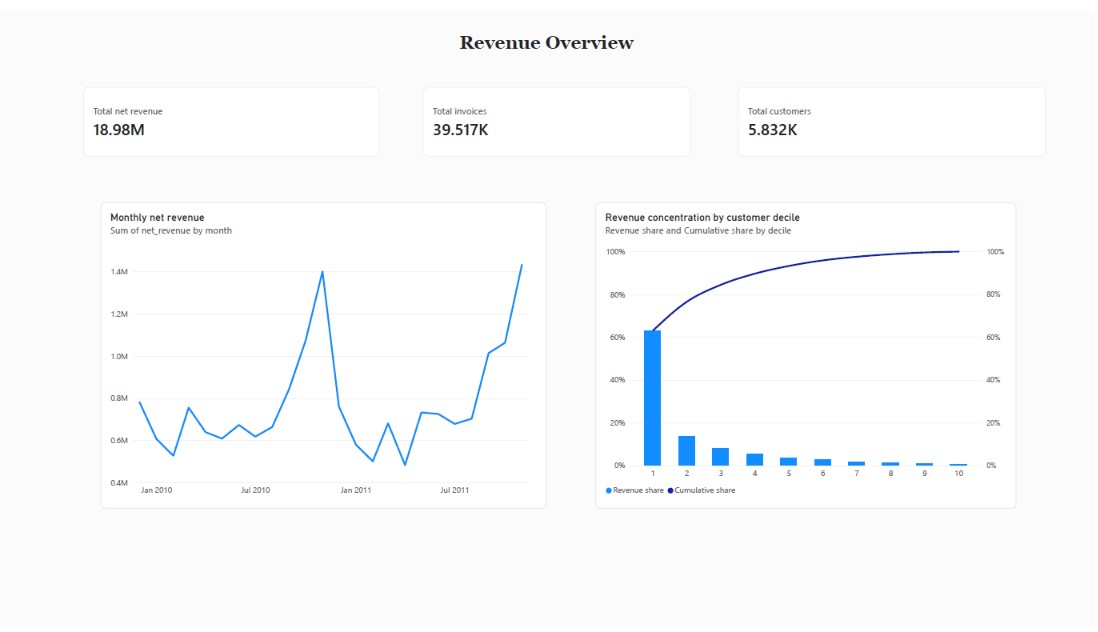 Revenue Overview
Total net revenue
18.98M
Total invoices
39.517K
Total customers
5.832K
Monthly net revenue
Sum of net_revenue by month
1.4M
1.2M
1.0M
0.8M
0.6M
0.4M
Jan 2010 Jul 2010 Jan 2011 Jul 2011
Revenue concentration by customer decile
Revenue share and Cumulative share by decile
100% 100%
80% 80%
60% 60%
40% 40%
20% 20%
0% 0%
1 2 3 4 5 6 7 8 9 10
Revenue share Cumulative share